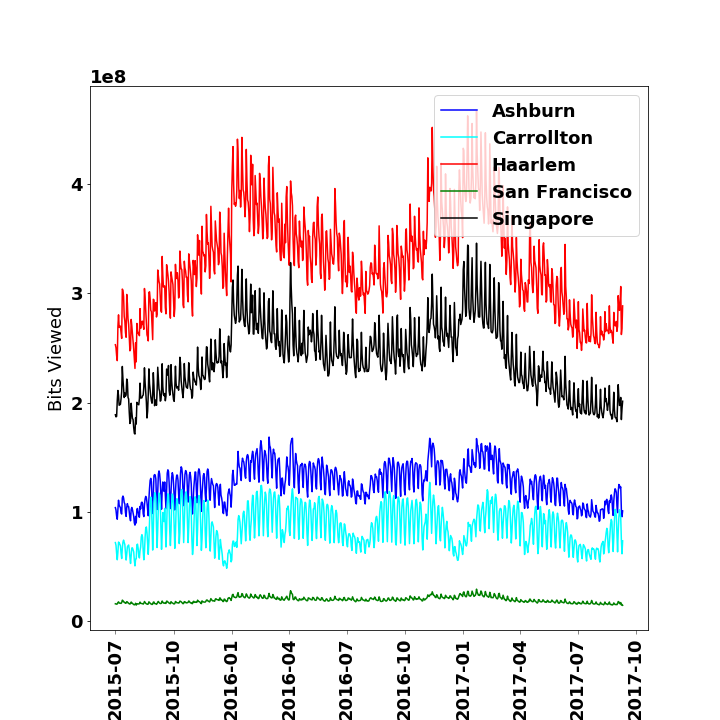 1e8
Ashburn
Carrollton
Haarlem
San Francisco
Singapore
4
3
2
1
0
Bits Viewed
2015-07
2015-10
2016-01
2016-04
2016-07
2016-10
2017-01
2017-04
2017-07
2017-10